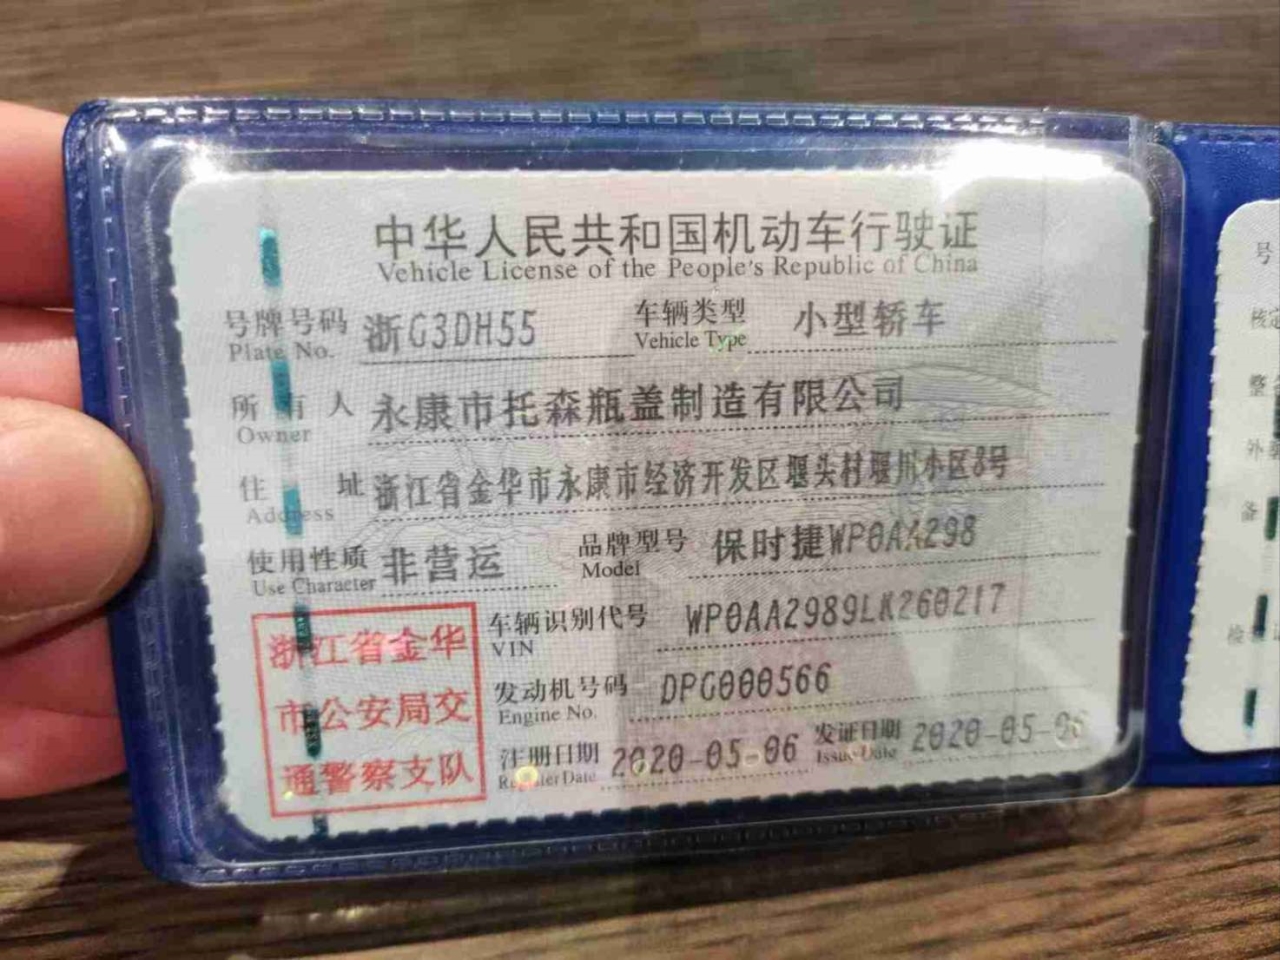 中华人民共和国机动车行驶证
Vehicle License of the People's Republic of China
号牌号码 浙G3DH55 车辆类型 小型轿车
Plate No. Vehicle Type
所有人 永康市托森瓶盖制造有限公司
Owner
住址 浙江省金华市永康市经济开发区堰头村堰川小区8号
Address
使用性质 非营运 品牌型号 保时捷WP0AA298
Use Character Model
浙江省金华
市公安局交
通警察支队
车辆识别代号 WP0AA2989LK260217
VIN
发动机号码 DPG000566
Engine No.
注册日期 2020-05-06 发证日期 2020-05-06
Register Date Issue Date
号
核定
整
外
备
检